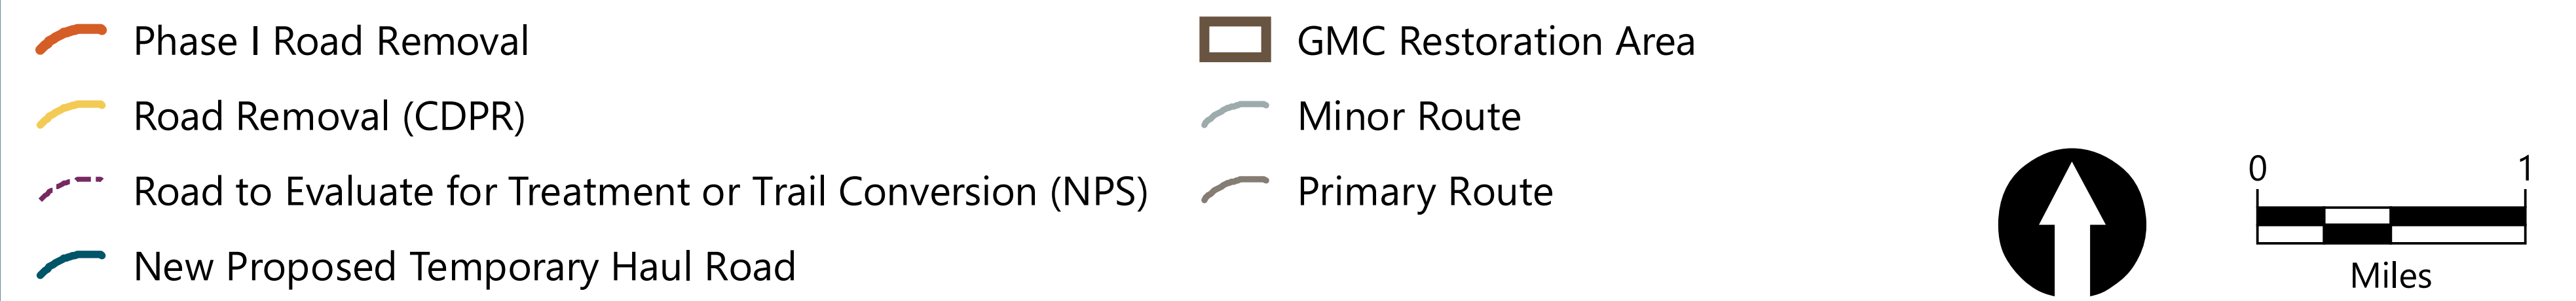 Phase I Road Removal
Road Removal (CDPR)
Road to Evaluate for Treatment or Trail Conversion (NPS)
New Proposed Temporary Haul Road
GMC Restoration Area
Minor Route
Primary Route
0 1
Miles